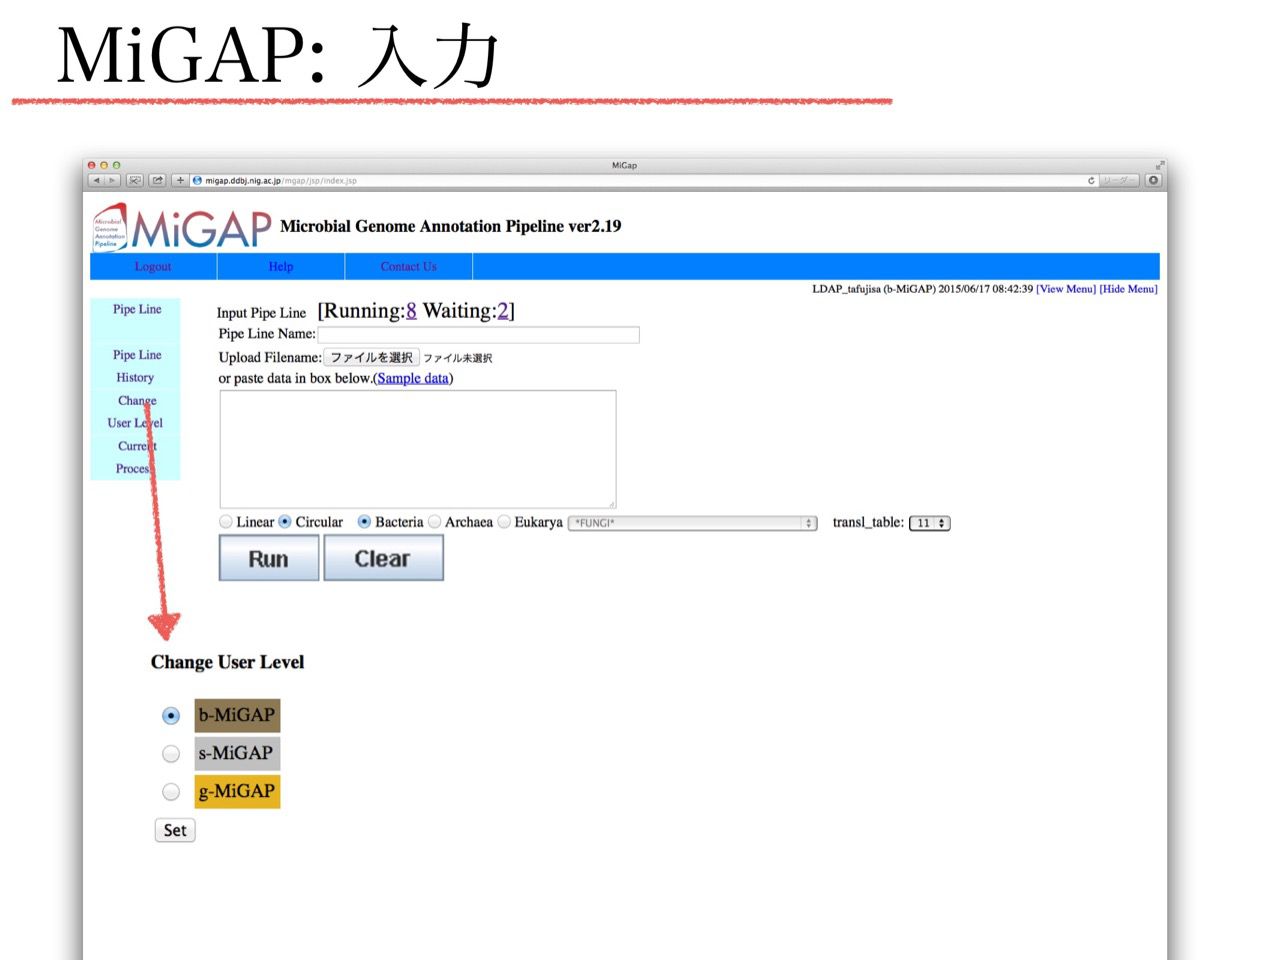 MiGAP: 入力
MiGap
migap.ddbj.nig.ac.jp/mgap/jsp/index.jsp
リーダー
Microbial
Genome
Annotation
Pipeline
MiGAP Microbial Genome Annotation Pipeline ver2.19
Logout Help Contact Us
LDAP_tafujisa (b-MiGAP) 2015/06/17 08:42:39 [View Menu] [Hide Menu]
Pipe Line
Pipe Line
History
Change
User Level
Current
Process
Input Pipe Line [Running:8 Waiting:2]
Pipe Line Name:
Upload Filename: ファイルを選択 ファイル未選択
or paste data in box below.(Sample data)
Linear Circular Bacteria Archaea Eukarya *FUNGI* transl_table: 11
Run Clear
Change User Level
b-MiGAP
s-MiGAP
g-MiGAP
Set